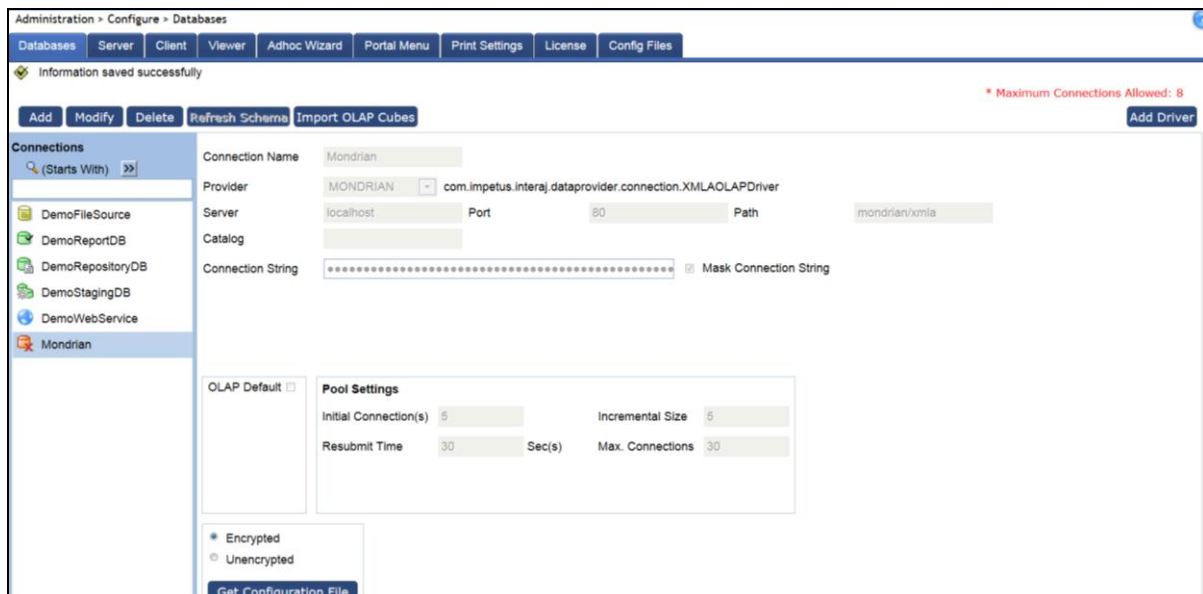 Administration > Configure > Databases
Databases Server Client Viewer Adhoc Wizard Portal Menu Print Settings License Config Files
Information saved successfully
* Maximum Connections Allowed: 8
Add Modify Delete Refresh Schema Import OLAP Cubes Add Driver
Connections
(Starts With) >>
DemoFileSource
DemoReportDB
DemoRepositoryDB
DemoStagingDB
DemoWebService
Mondrian
Connection Name Mondrian
Provider MONDRIAN com.impetus.interaj.dataprovider.connection.XMLAOLAPDriver
Server localhost Port 80 Path mondrian/xmla
Catalog
Connection String Mask Connection String
OLAP Default
Pool Settings
Initial Connection(s) 5 Incremental Size 5
Resubmit Time 30 Sec(s) Max. Connections 30
Encrypted
Unencrypted
Get Configuration File